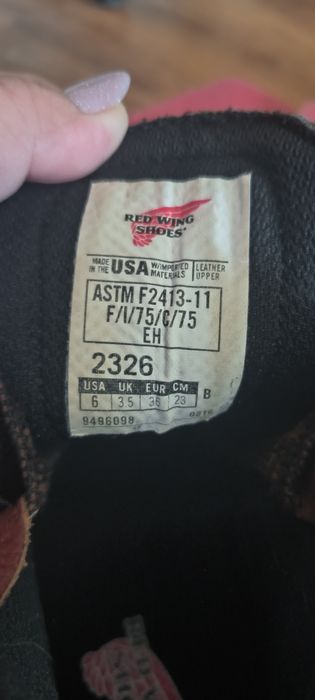 RED WING
SHOES®
MADE IN THE USA W/IMPORTED MATERIALS LEATHER UPPER
ASTM F2413-11
F/I/75/C/75
EH
2326
USA UK EUR CM
6 3.5 36 23 B
9496098 0216